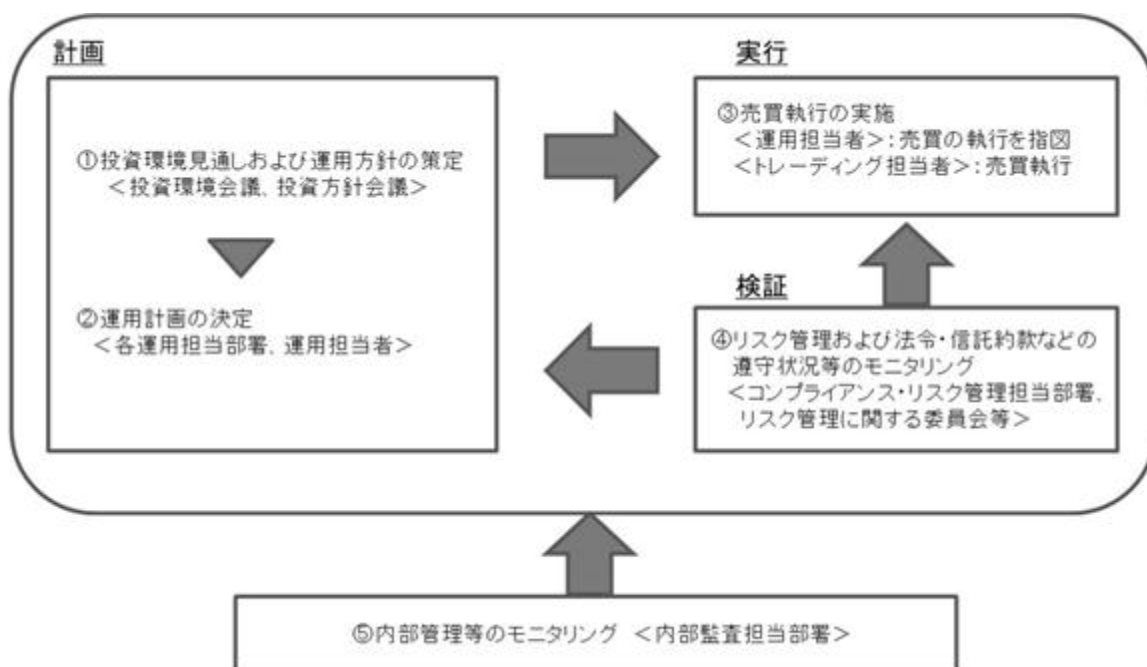 計画
①投資環境見通しおよび運用方針の策定
＜投資環境会議、投資方針会議＞
②運用計画の決定
＜各運用担当部署、運用担当者＞
実行
③売買執行の実施
＜運用担当者＞：売買の執行を指図
＜トレーディング担当者＞：売買執行
検証
④リスク管理および法令・信託約款などの
遵守状況等のモニタリング
＜コンプライアンス・リスク管理担当部署、
リスク管理に関する委員会等＞
⑤内部管理等のモニタリング ＜内部監査担当部署＞